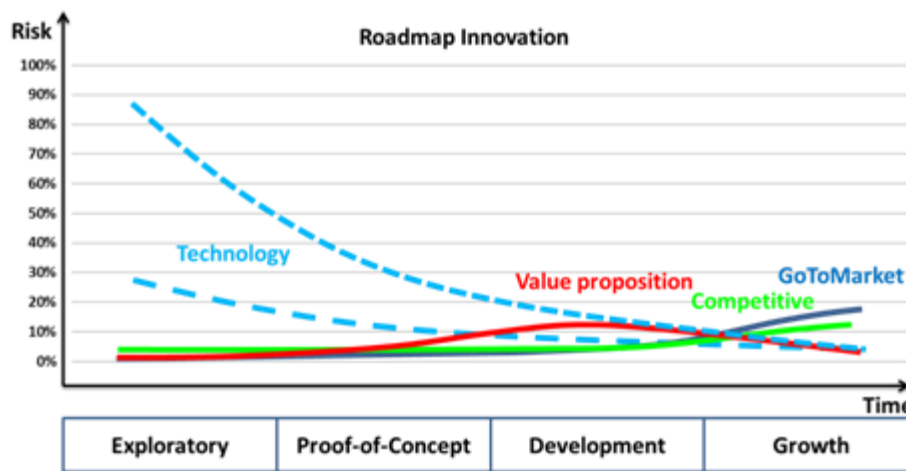 Risk
Roadmap Innovation
100%
90%
80%
70%
60%
50%
40%
30%
20%
10%
0%
Technology
Value proposition
GoToMarket
Competitive
Time
Exploratory
Proof-of-Concept
Development
Growth